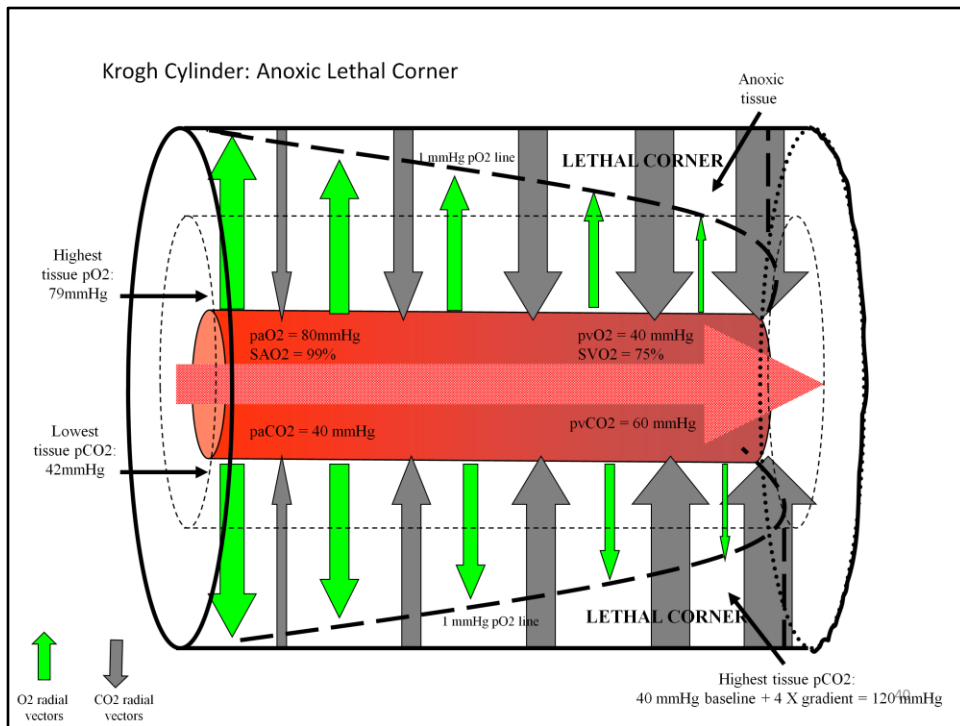 Krogh Cylinder: Anoxic Lethal Corner
Anoxic
tissue
1 mmHg pO2 line
LETHAL CORNER
Highest
tissue pO2:
79mmHg
paO2 = 80mmHg
SAO2 = 99%
pvO2 = 40 mmHg
SVO2 = 75%
Lowest
tissue pCO2:
42mmHg
paCO2 = 40 mmHg
pvCO2 = 60 mmHg
1 mmHg pO2 line
LETHAL CORNER
O2 radial
vectors
CO2 radial
vectors
Highest tissue pCO2:
40 mmHg baseline + 4 X gradient = 120 mmHg
40